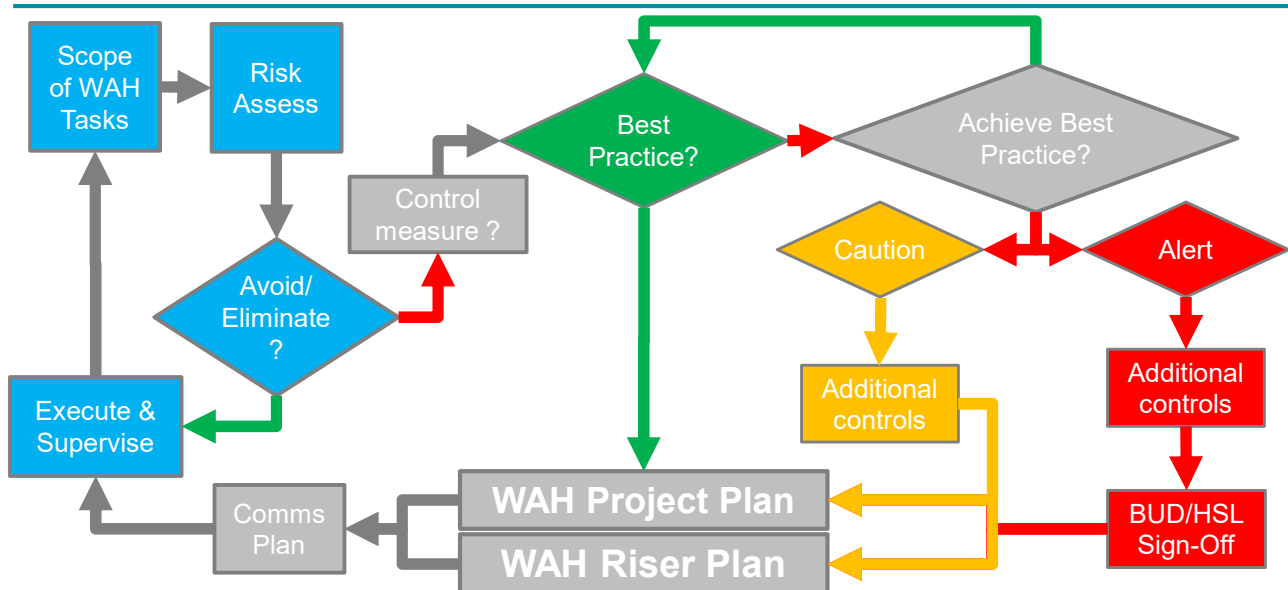 Scope
of WAH
Tasks
Risk
Assess
Best
Practice?
Achieve Best
Practice?
Control
measure ?
Caution
Alert
Avoid/
Eliminate
?
Additional
controls
Additional
controls
Execute &
Supervise
WAH Project Plan
WAH Riser Plan
Comms
Plan
BUD/HSL
Sign-Off